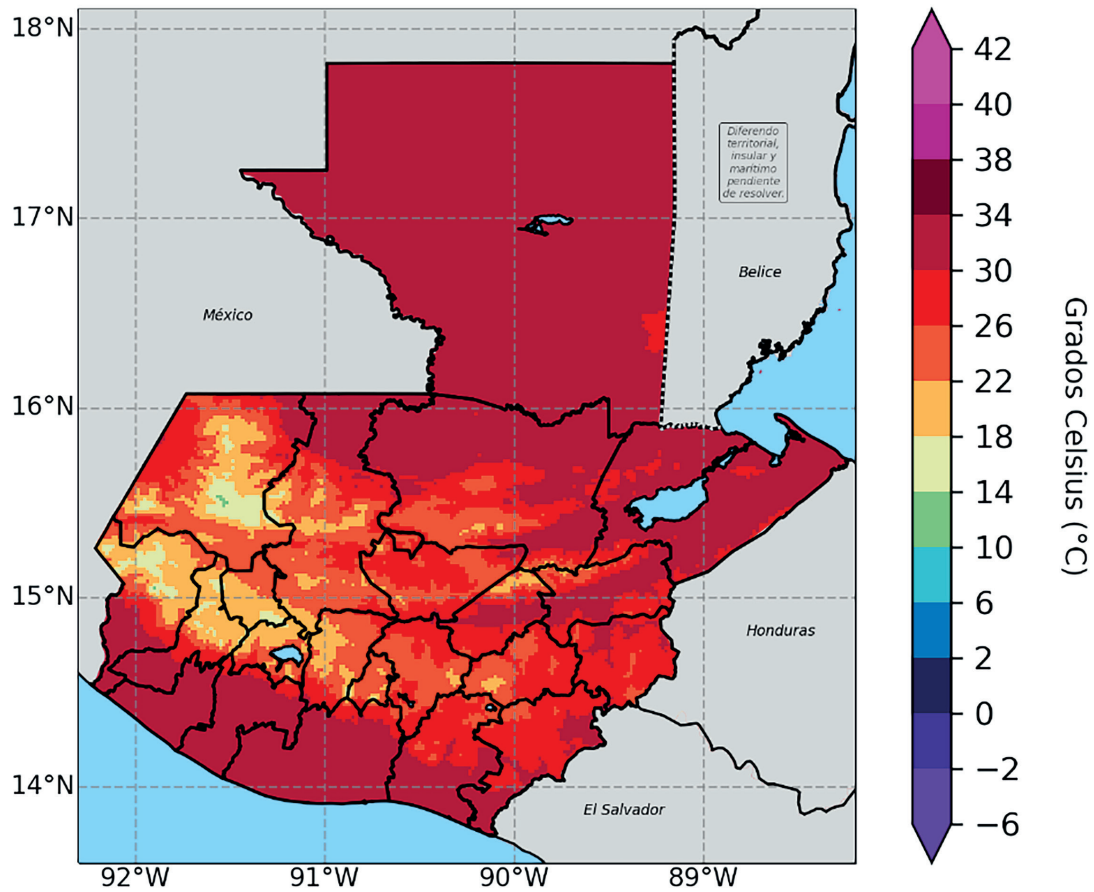 18°N
17°N
16°N
15°N
14°N
92°W
91°W
90°W
89°W
Diferendo
territorial,
insular y
marítimo
pendiente
de resolver.
México
Belice
Honduras
El Salvador
42
40
38
34
30
26
22
18
14
10
6
2
0
−2
−6
Grados Celsius (°C)